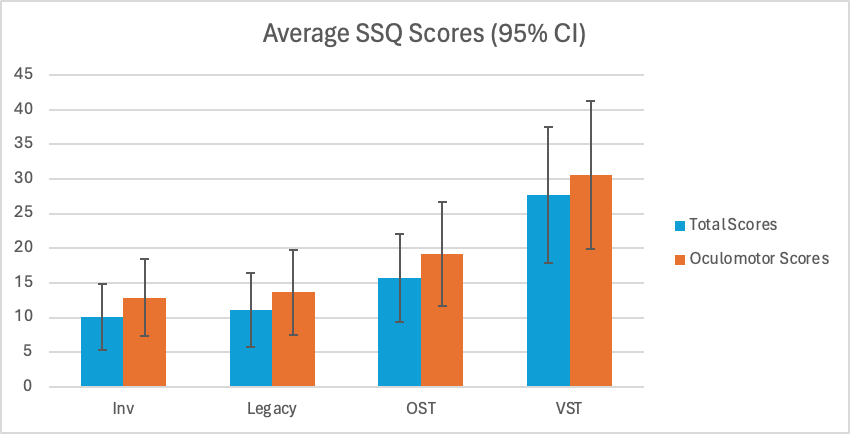 Average SSQ Scores (95% CI)
45
40
35
30
25
20
15
10
5
0
Inv Legacy OST VST
Total Scores
Oculomotor Scores